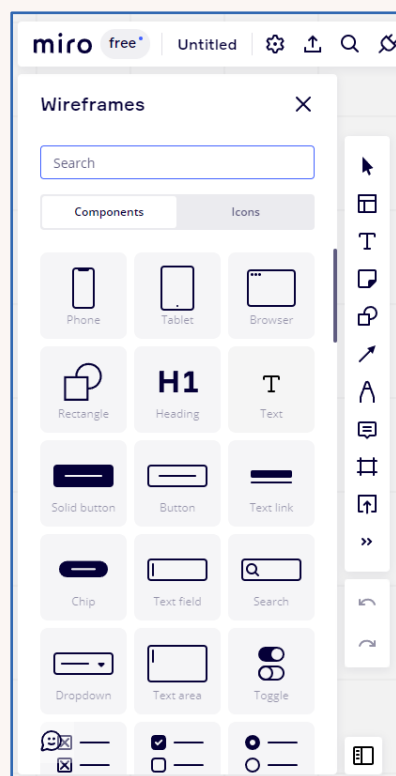 miro free Untitled
Wireframes
Search
Components Icons
Phone Tablet Browser
H1 T
Rectangle Heading Text
Solid button Button Text link
Chip Text field Search
Dropdown Text area Toggle